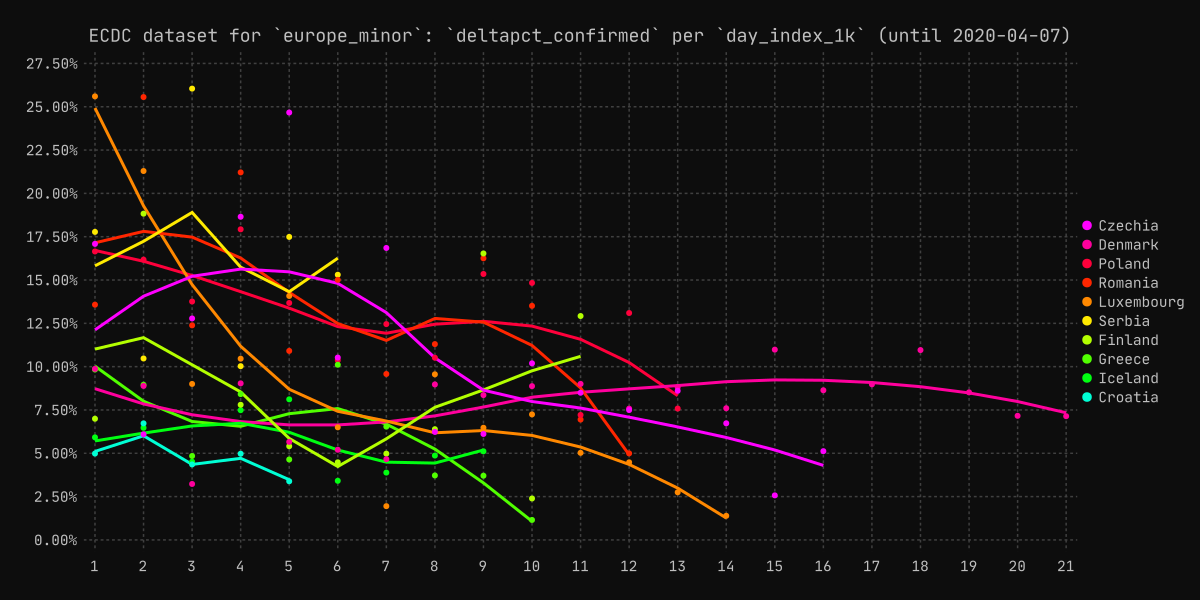 ECDC dataset for `europe_minor`: `deltapct_confirmed` per `day_index_1k` (until 2020-04-07)
27.50%
25.00%
22.50%
20.00%
17.50%
15.00%
12.50%
10.00%
7.50%
5.00%
2.50%
0.00%
1 2 3 4 5 6 7 8 9 10 11 12 13 14 15 16 17 18 19 20 21
Czechia
Denmark
Poland
Romania
Luxembourg
Serbia
Finland
Greece
Iceland
Croatia